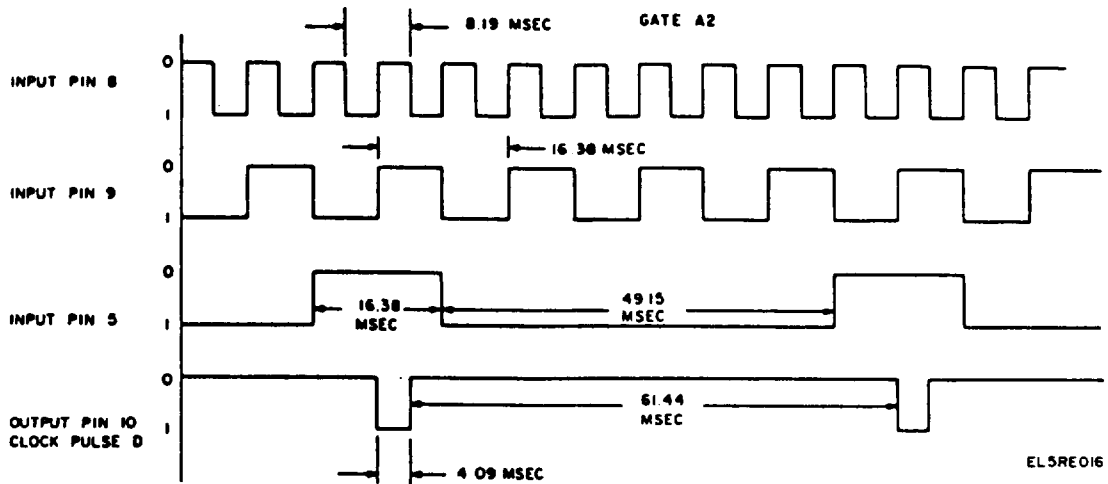 8.19 MSEC
GATE A2
INPUT PIN 8
0
1
16.38 MSEC
INPUT PIN 9
0
1
INPUT PIN 5
0
1
16.38
MSEC
49.15
MSEC
OUTPUT PIN 10
CLOCK PULSE D
0
1
61.44
MSEC
4.09 MSEC
EL5RE016